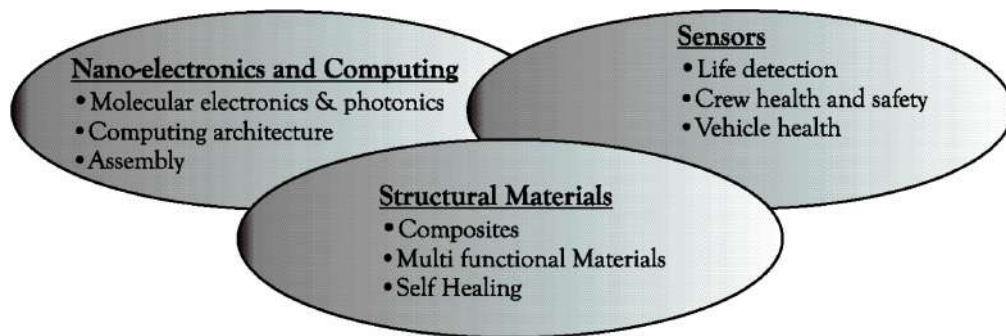 Nano-electronics and Computing
• Molecular electronics & photonics
• Computing architecture
• Assembly
Sensors
• Life detection
• Crew health and safety
• Vehicle health
Structural Materials
• Composites
• Multi functional Materials
• Self Healing